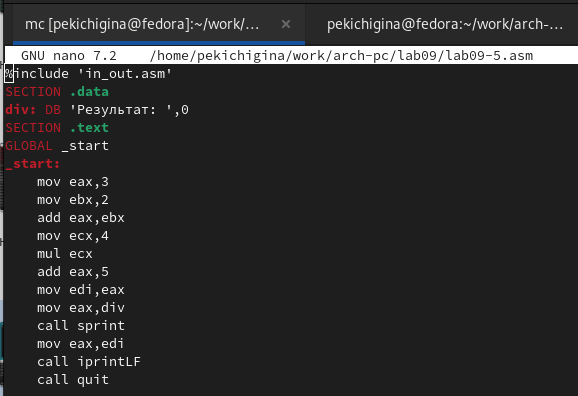 mc [pekichigina@fedora]:~/work/...
pekichigina@fedora:~/work/arch-...
GNU nano 7.2 /home/pekichigina/work/arch-pc/lab09/lab09-5.asm
%include 'in_out.asm'
SECTION .data
div: DB 'Результат: ',0
SECTION .text
GLOBAL _start
_start:
mov eax,3
mov ebx,2
add eax,ebx
mov ecx,4
mul ecx
add eax,5
mov edi,eax
mov eax,div
call sprint
mov eax,edi
call iprintLF
call quit